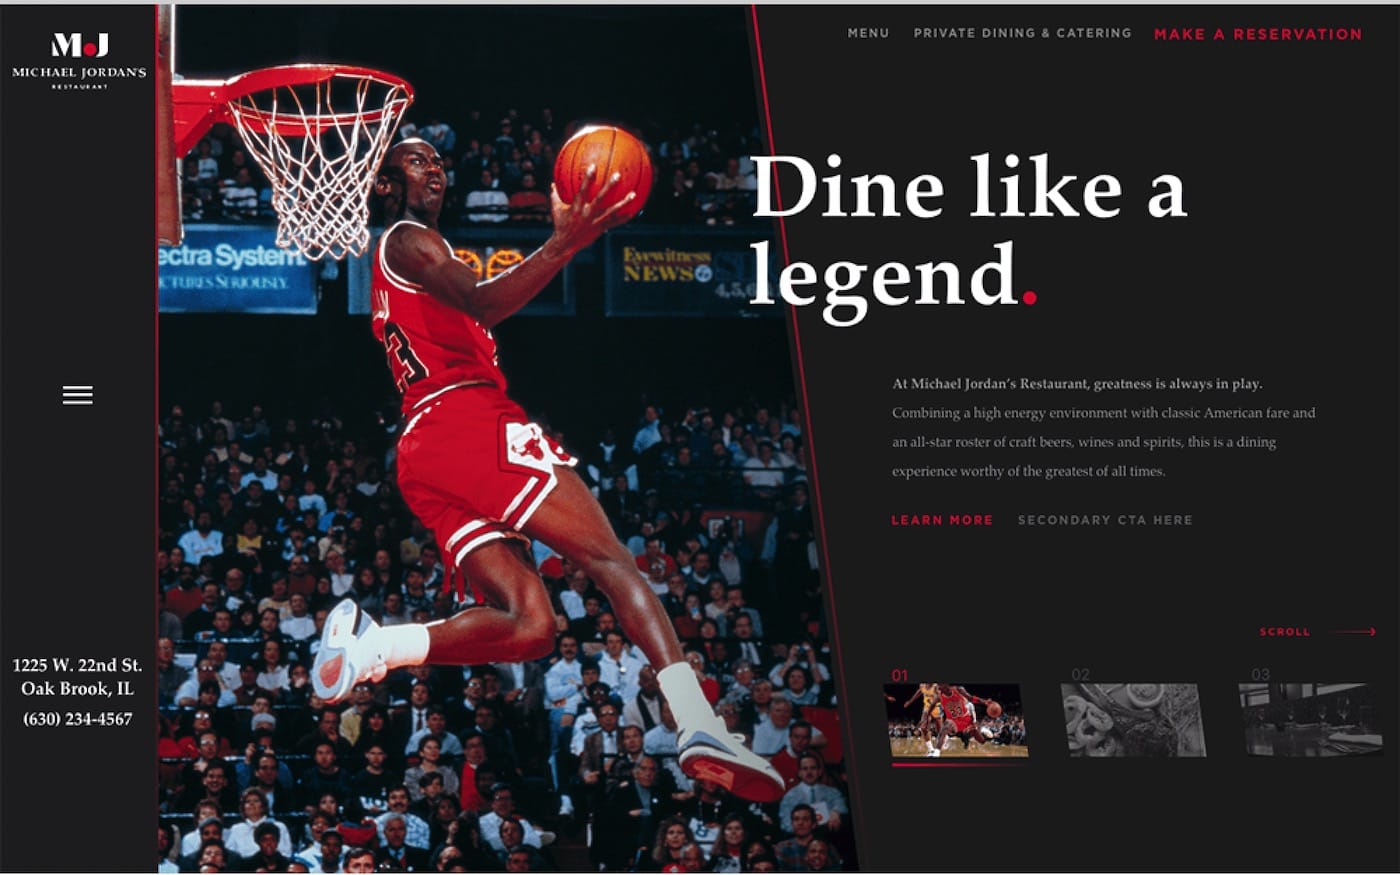 M.J
MICHAEL JORDAN'S
RESTAURANT
MENU
PRIVATE DINING & CATERING
MAKE A RESERVATION
Dine like a
legend.
ectra System
CTURES SERIOUSLY.
Eyewitness
NEWS
4,5,6
At Michael Jordan's Restaurant, greatness is always in play.
Combining a high energy environment with classic American fare and
an all-star roster of craft beers, wines and spirits, this is a dining
experience worthy of the greatest of all times.
LEARN MORE
SECONDARY CTA HERE
SCROLL
01
02
03
1225 W. 22nd St.
Oak Brook, IL
(630) 234-4567